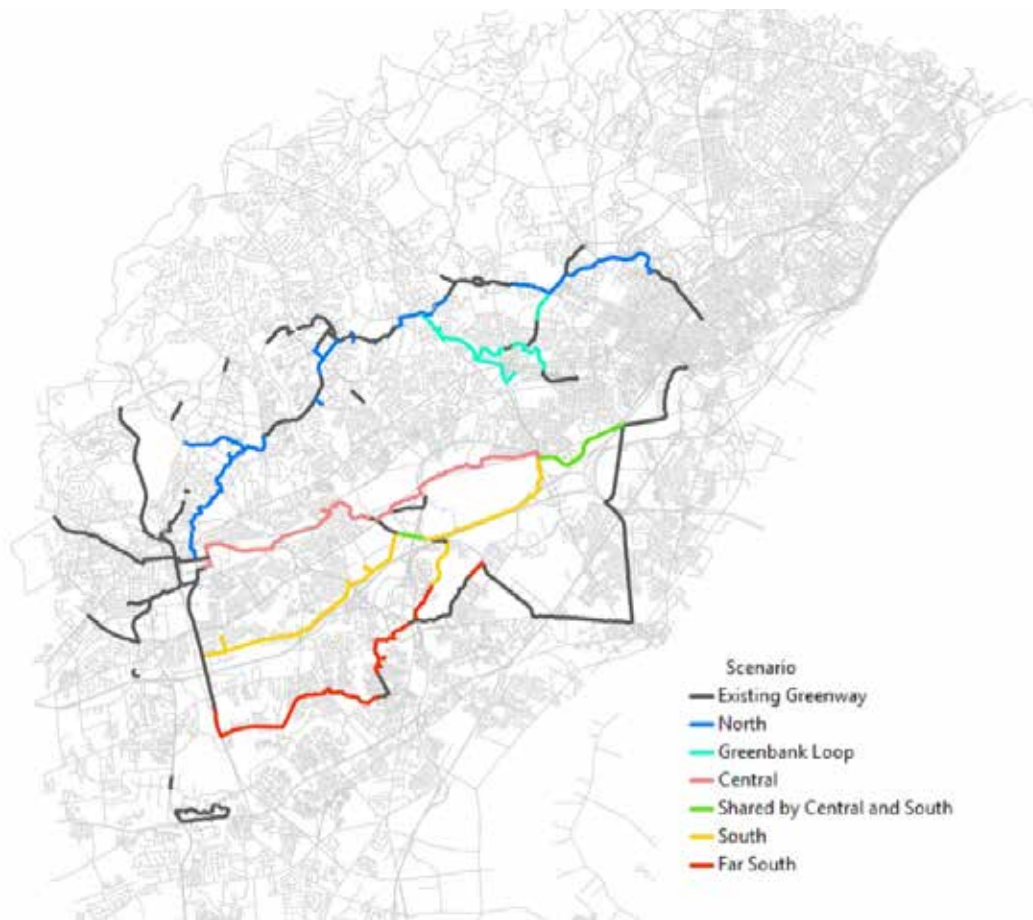 Scenario
Existing Greenway
North
Greenbank Loop
Central
Shared by Central and South
South
Far South